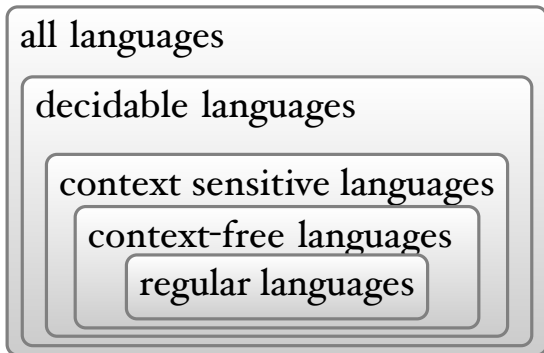 all languages
decidable languages
context sensitive languages
context-free languages
regular languages